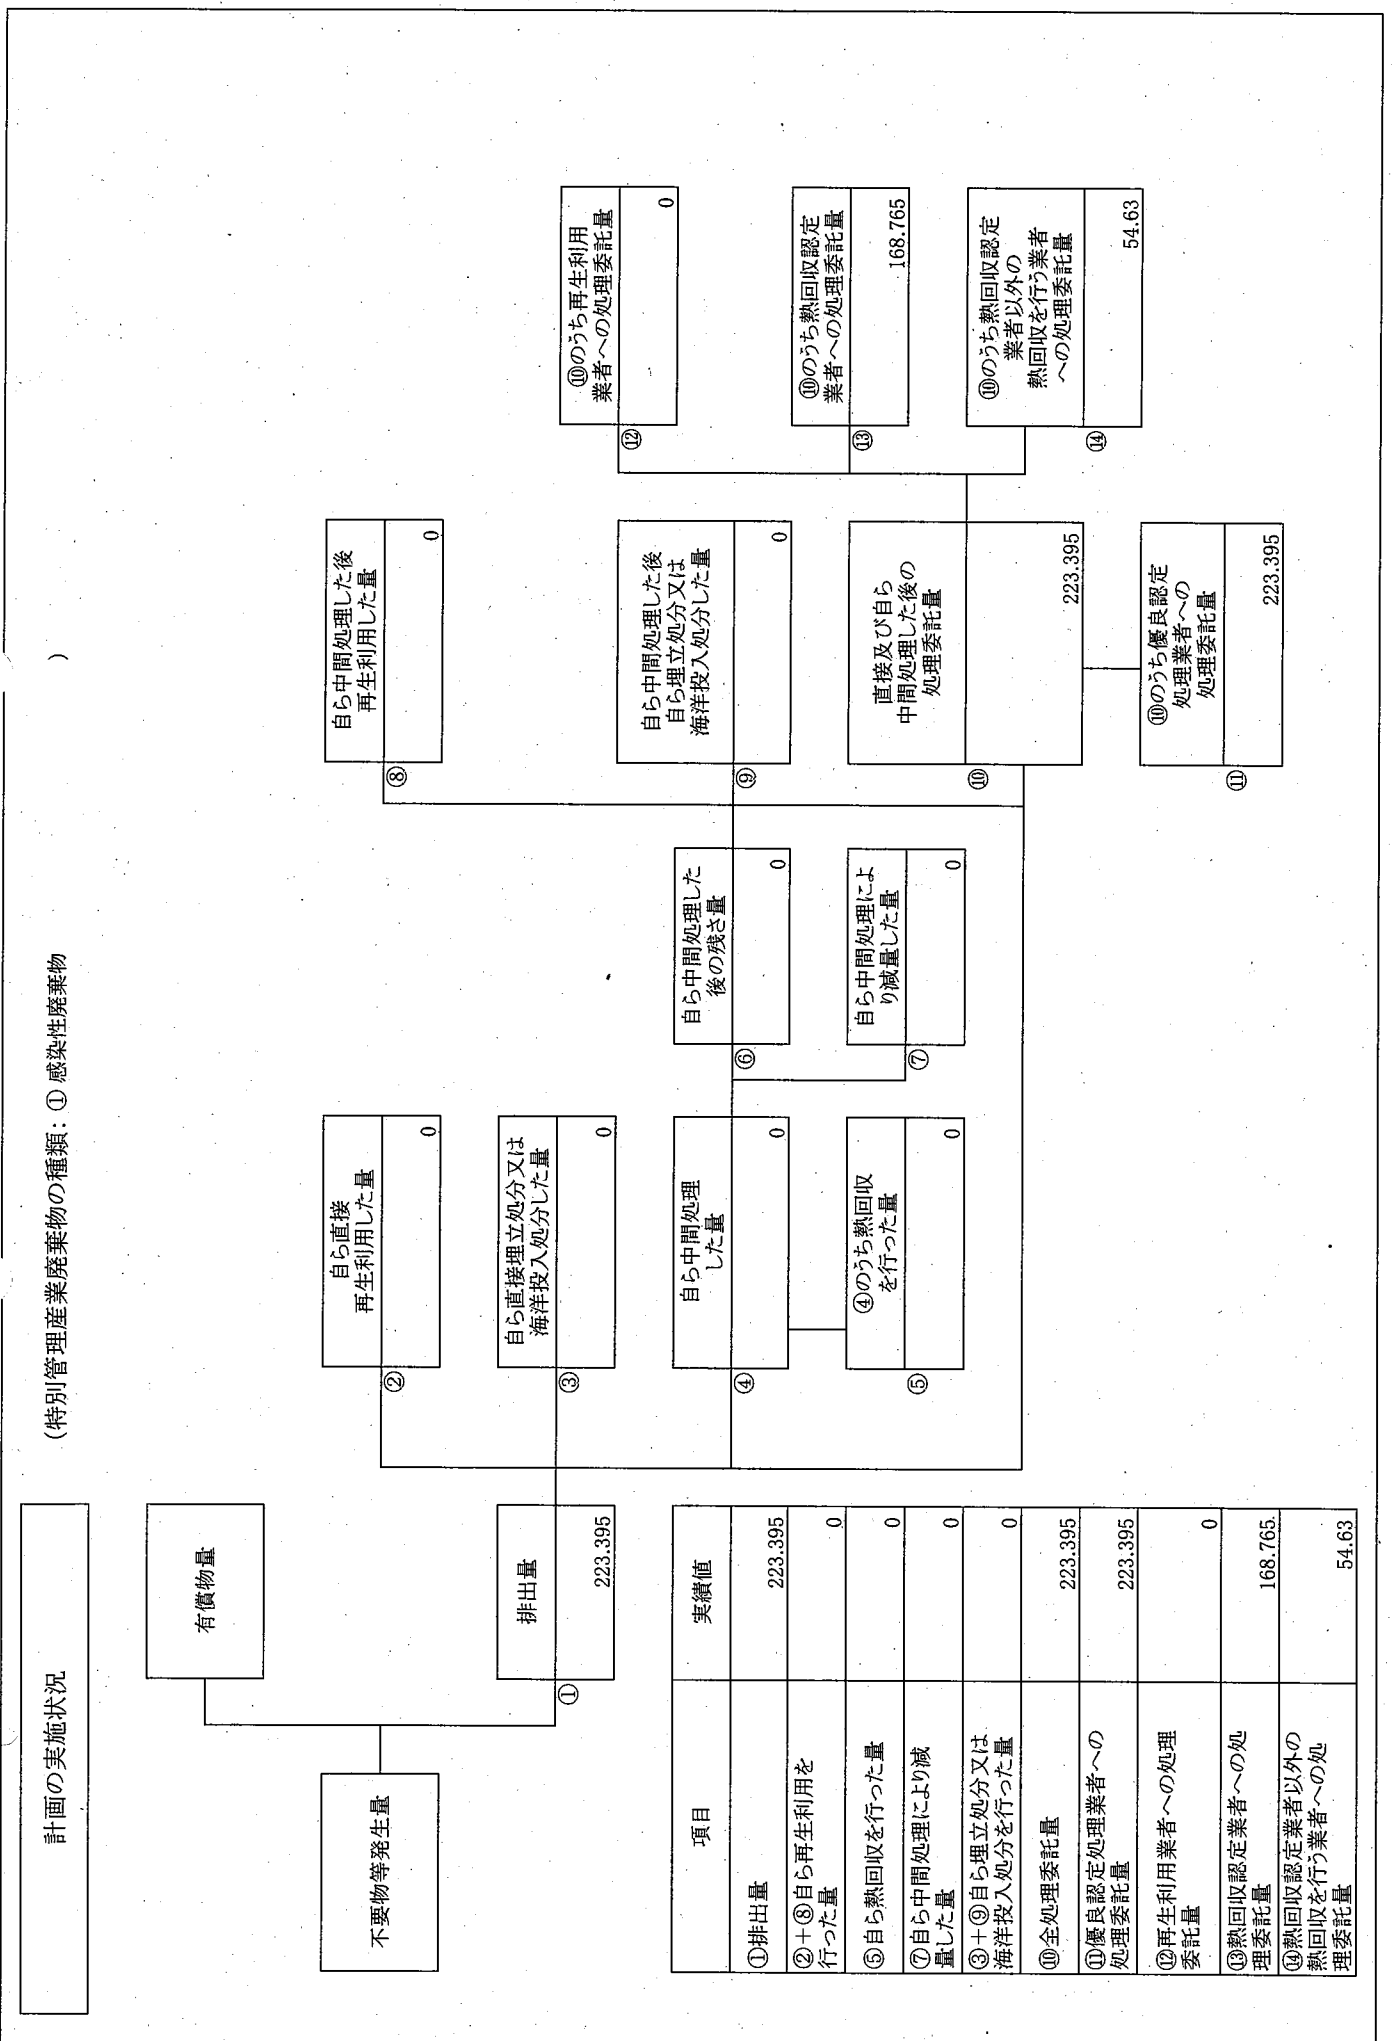 計画の実施状況
(特別管理産業廃棄物の種類：① 感染性廃棄物
)
不要物等発生量
有償物量
①
排出量
223.395
②
自ら直接
再生利用した量
0
③
自ら直接埋立処分又は
海洋投入処分した量
0
④
自ら中間処理
した量
0
⑤
④のうち熱回収
を行った量
0
⑥
自ら中間処理した
後の残さ量
0
⑦
自ら中間処理によ
り減量した量
0
⑧
自ら中間処理した後
再生利用した量
0
⑨
自ら中間処理した後
自ら埋立処分又は
海洋投入処分した量
0
⑩
直接及び自ら
中間処理した後の
処理委託量
223.395
⑪
⑩のうち優良認定
処理業者への
処理委託量
223.395
⑫
⑩のうち再生利用
業者への処理委託量
0
⑬
⑩のうち熱回収認定
業者への処理委託量
168.765
⑭
⑩のうち熱回収認定
業者以外の
熱回収を行う業者
への処理委託量
54.63
項目
実績値
①排出量
223.395
②＋⑧自ら再生利用を
行った量
0
⑤自ら熱回収を行った量
0
⑦自ら中間処理により減
量した量
0
③＋⑨自ら埋立処分又は
海洋投入処分を行った量
0
⑩全処理委託量
223.395
⑪優良認定処理業者への
処理委託量
223.395
⑫再生利用業者への処理
委託量
0
⑬熱回収認定業者への処
理委託量
168.765
⑭熱回収認定業者以外の
熱回収を行う業者への処
理委託量
54.63